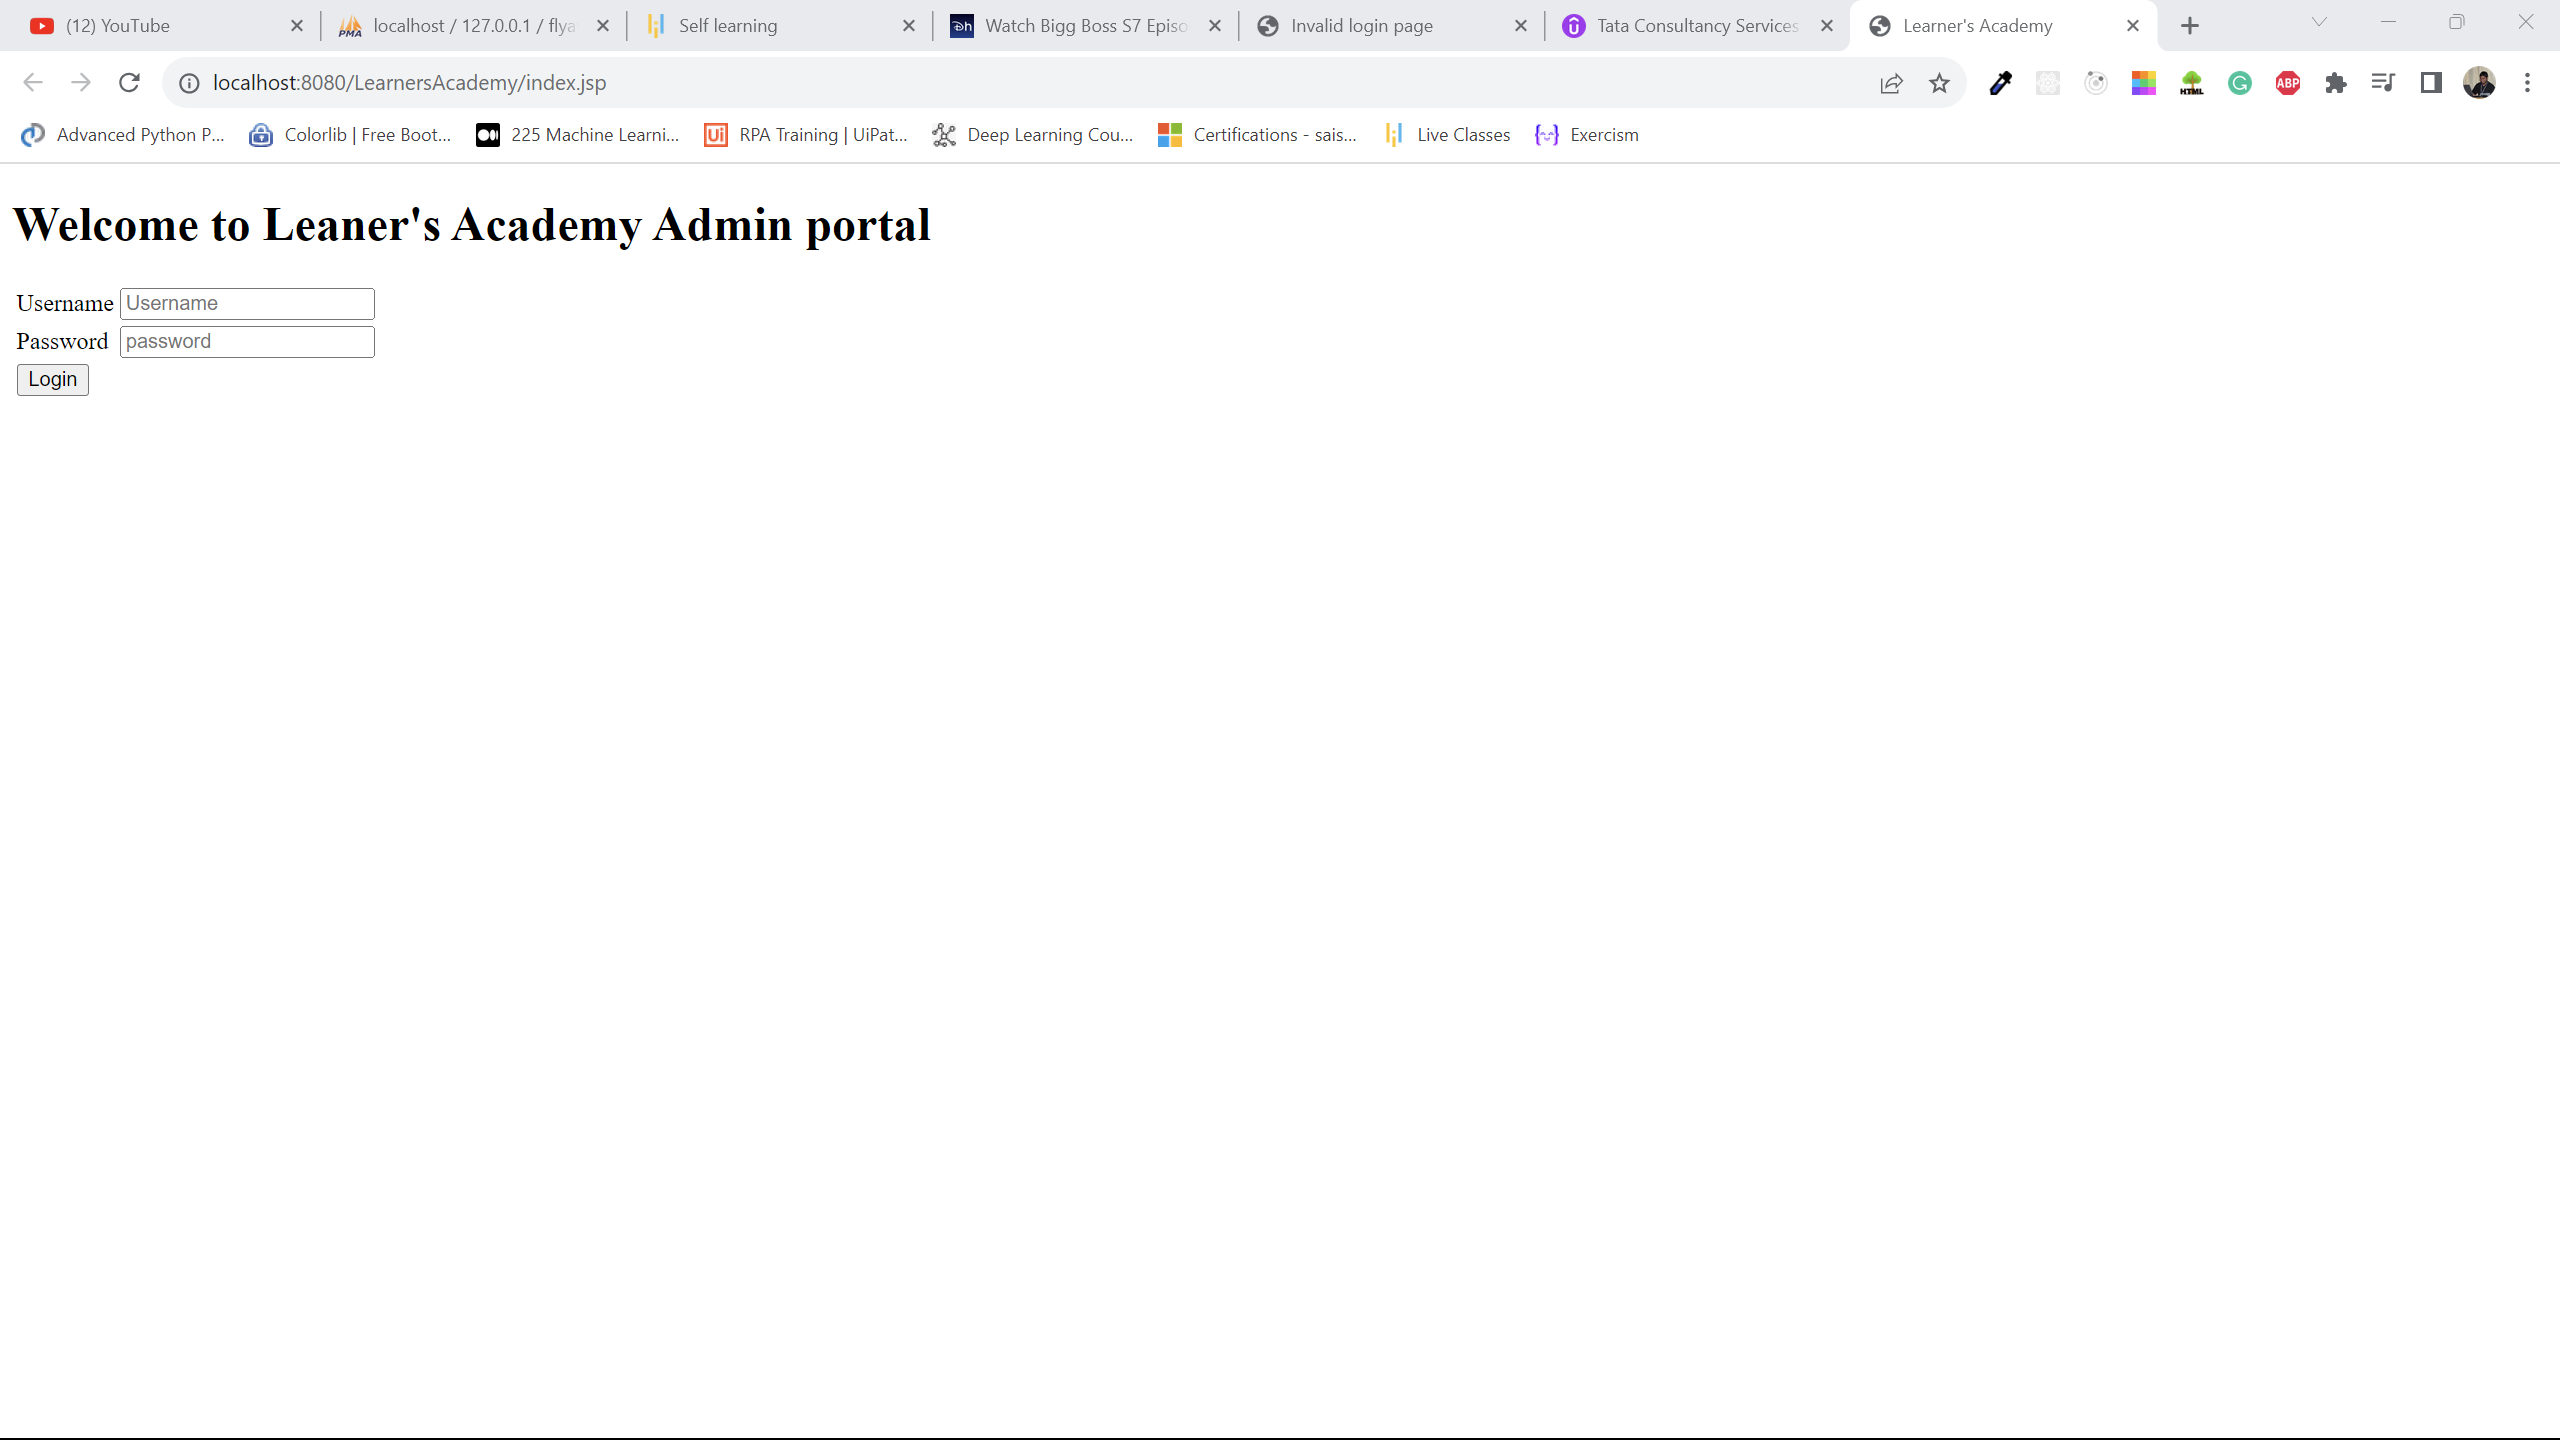 (12) YouTube
localhost / 127.0.0.1 / flya
Self learning
Watch Bigg Boss S7 Episo
Invalid login page
Tata Consultancy Services
Learner's Academy
localhost:8080/LearnersAcademy/index.jsp
HTML
ABP
Advanced Python P...
Colorlib | Free Boot...
225 Machine Learni...
RPA Training | UiPat...
Deep Learning Cou...
Certifications - sais...
Live Classes
Exercism
Welcome to Leaner's Academy Admin portal
Username Username
Password password
Login